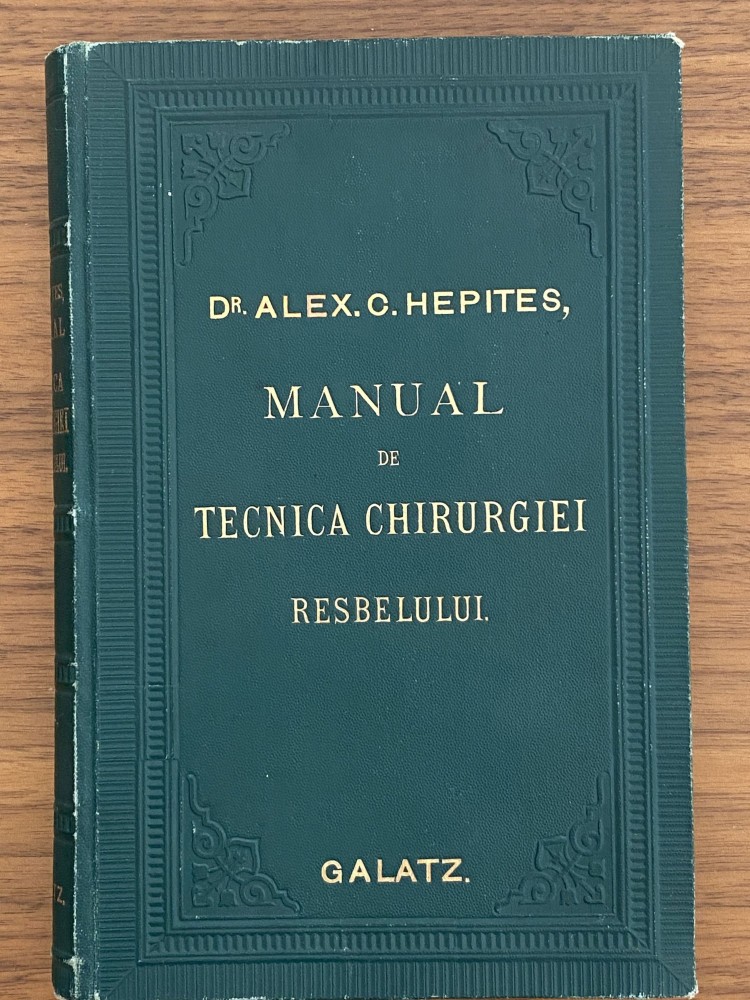 DR. ALEX. C. HEPITES,
MANUAL
DE
TECNICA CHIRURGIEI
RESBELULUI.
GALATZ.